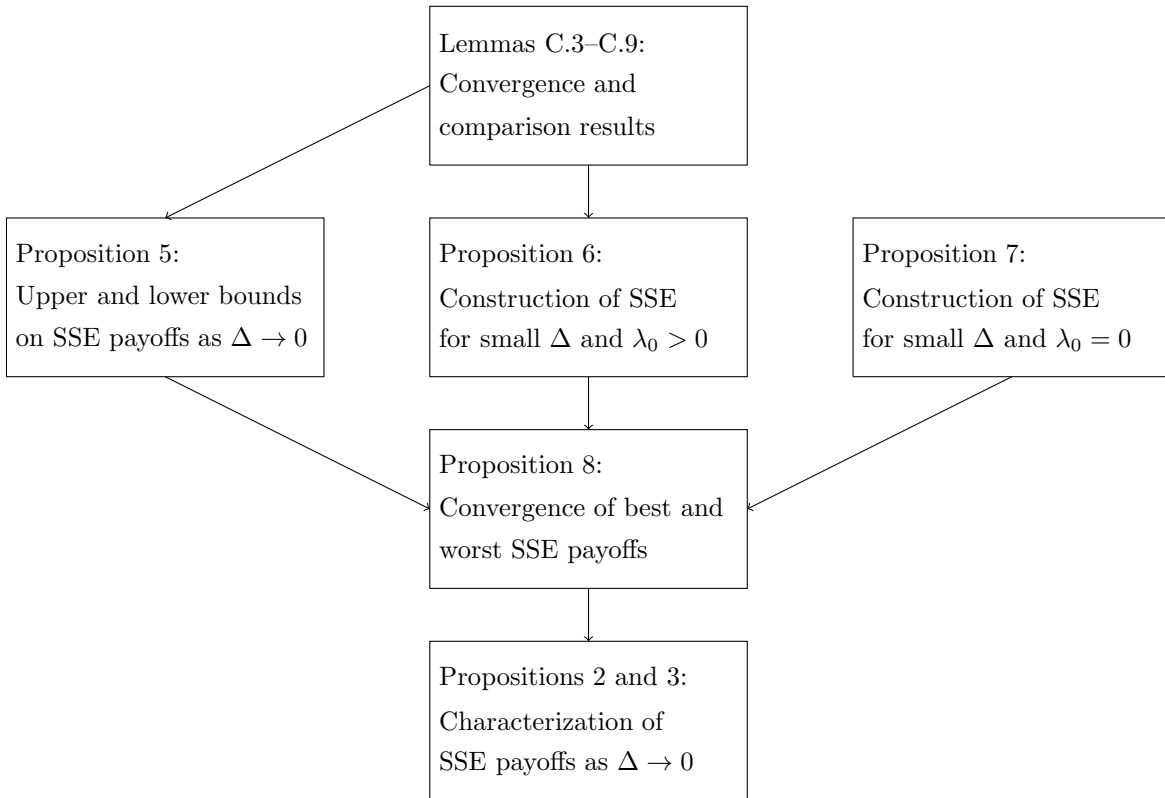 Lemmas C.3–C.9:
Convergence and
comparison results
Proposition 5:
Upper and lower bounds
on SSE payoffs as Δ → 0
Proposition 6:
Construction of SSE
for small Δ and λ₀ > 0
Proposition 7:
Construction of SSE
for small Δ and λ₀ = 0
Proposition 8:
Convergence of best and
worst SSE payoffs
Propositions 2 and 3:
Characterization of
SSE payoffs as Δ → 0